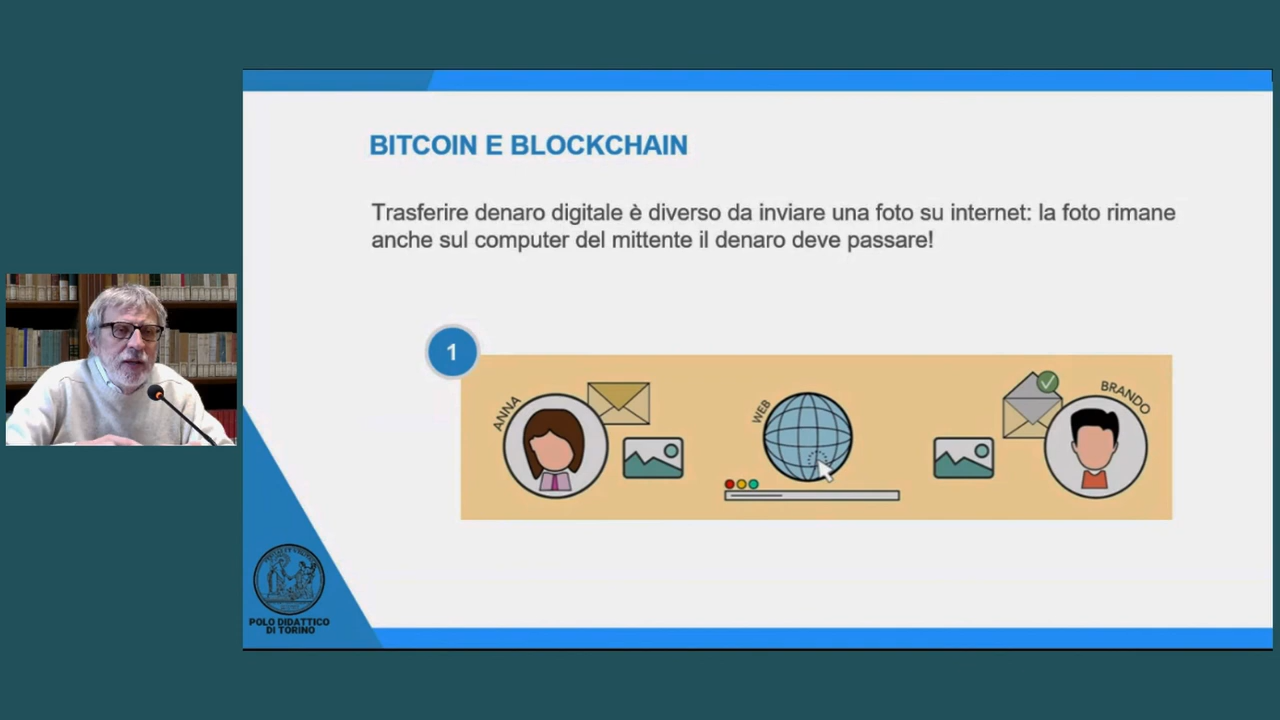 BITCOIN E BLOCKCHAIN
Trasferire denaro digitale è diverso da inviare una foto su internet: la foto rimane
anche sul computer del mittente il denaro deve passare!
1
ANNA
WEB
BRANDO
POLO DIDATTICO
DI TORINO